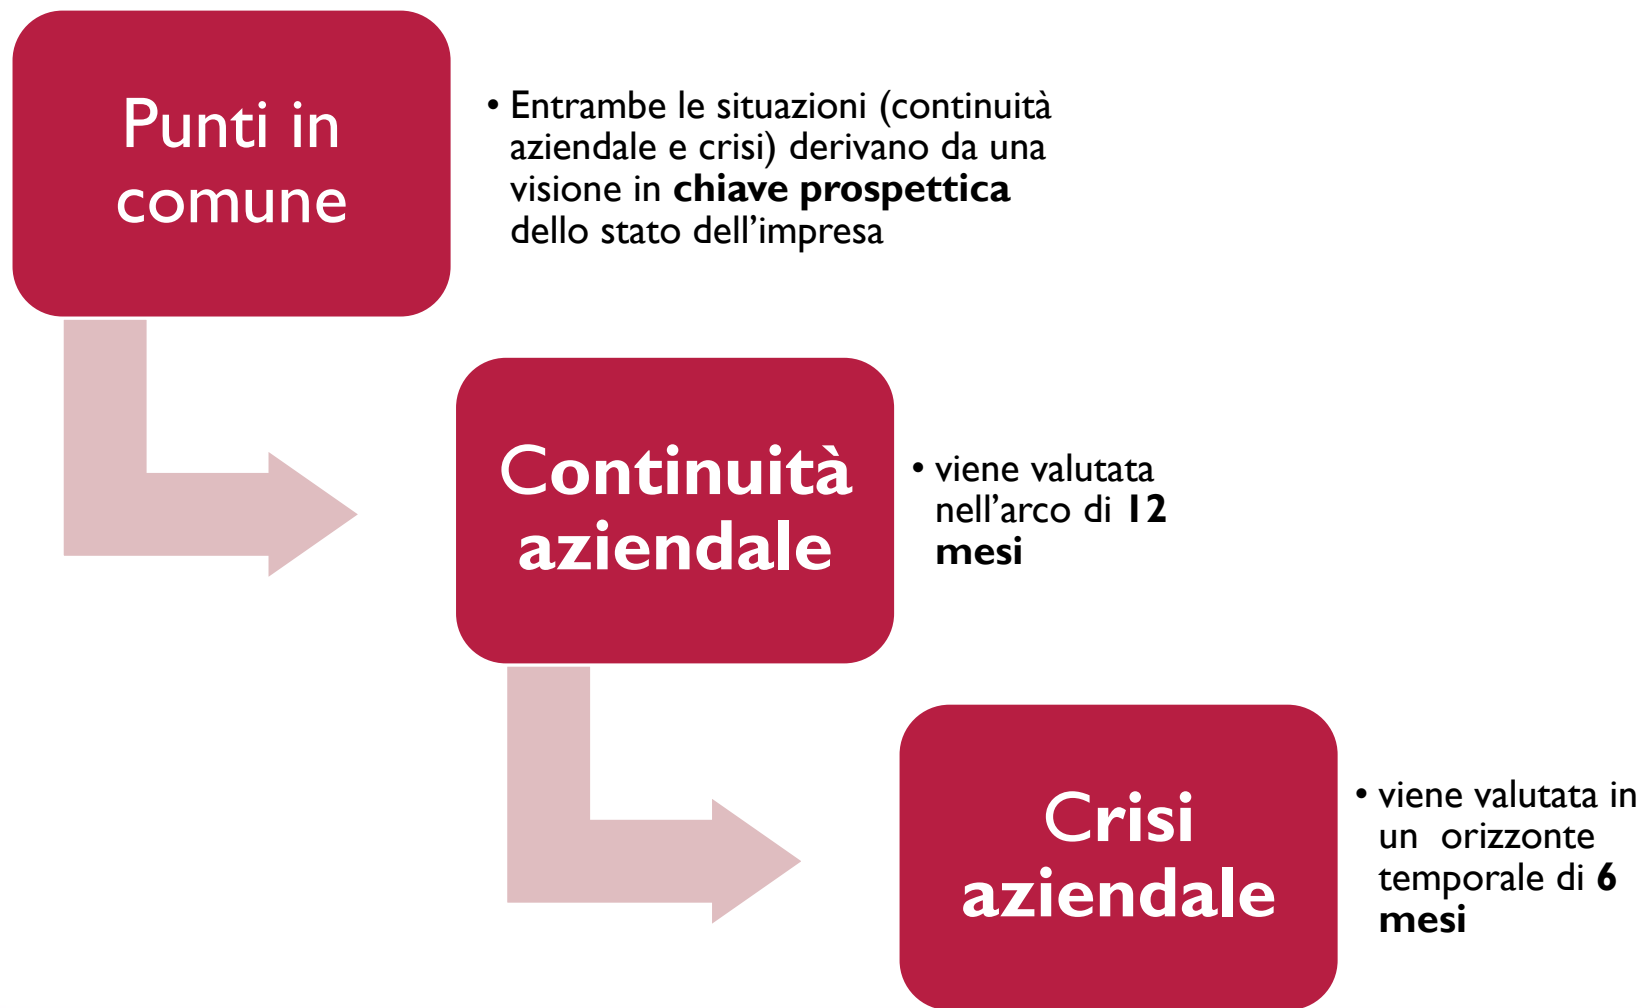 Punti in
comune
• Entrambe le situazioni (continuità
aziendale e crisi) derivano da una
visione in chiave prospettica
dello stato dell’impresa
Continuità
aziendale
• viene valutata
nell’arco di 12
mesi
Crisi
aziendale
• viene valutata in
un orizzonte
temporale di 6
mesi